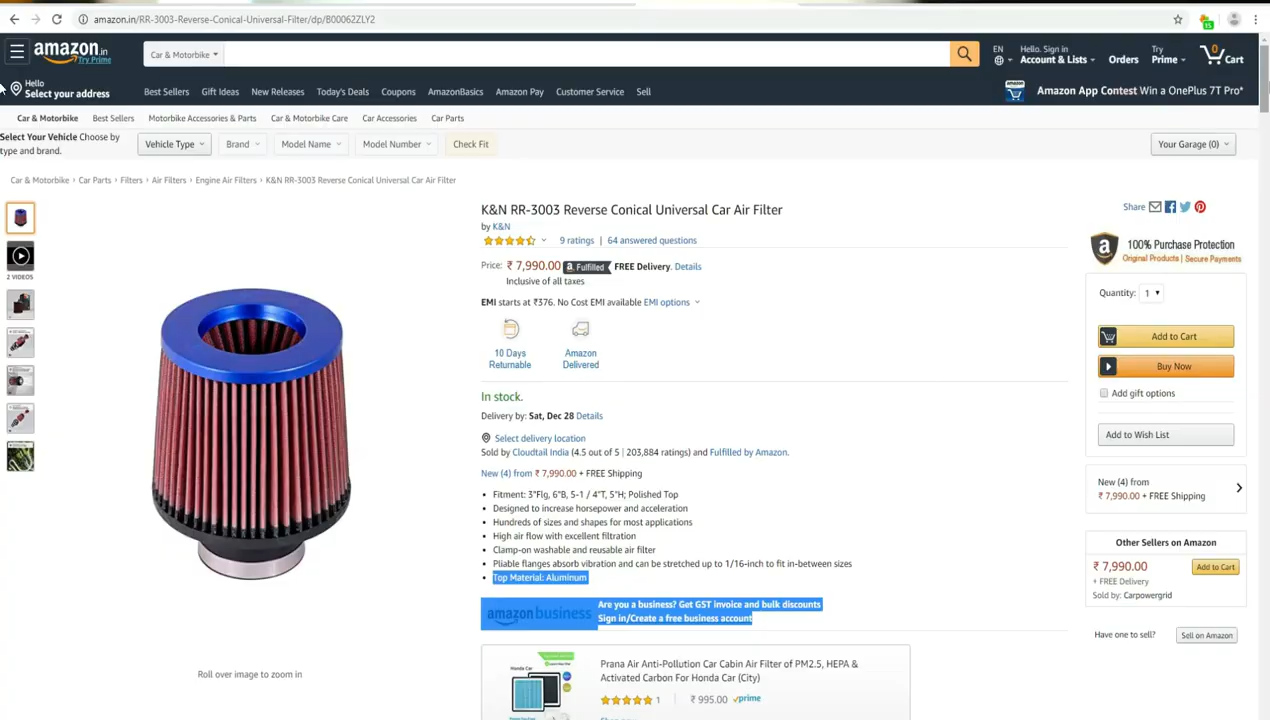 amazon.in/RR-3003-Reverse-Conical-Universal-Filter/dp/B00062ZLY2
15
amazon.in
Try Prime
Car & Motorbike
EN
Hello. Sign in
Account & Lists
Orders
Try
Prime
0
Cart
Hello
Select your address
Best Sellers
Gift Ideas
New Releases
Today's Deals
Coupons
AmazonBasics
Amazon Pay
Customer Service
Sell
Amazon App Contest Win a OnePlus 7T Pro*
Car & Motorbike
Best Sellers
Motorbike Accessories & Parts
Car & Motorbike Care
Car Accessories
Car Parts
Select Your Vehicle Choose by
type and brand.
Vehicle Type
Brand
Model Name
Model Number
Check Fit
Your Garage (0)
Car & Motorbike › Car Parts › Filters › Air Filters › Engine Air Filters › K&N RR-3003 Reverse Conical Universal Car Air Filter
2 VIDEOS
Roll over image to zoom in
K&N RR-3003 Reverse Conical Universal Car Air Filter
by K&N
9 ratings | 64 answered questions
Price: ₹ 7,990.00 a Fulfilled FREE Delivery. Details
Inclusive of all taxes
EMI starts at ₹376. No Cost EMI available EMI options
10 Days
Returnable
Amazon
Delivered
In stock.
Delivery by: Sat, Dec 28 Details
Select delivery location
Sold by Cloudtail India (4.5 out of 5 | 203,884 ratings) and Fulfilled by Amazon.
New (4) from ₹ 7,990.00 + FREE Shipping
• Fitment: 3"Flg, 6"B, 5-1 / 4"T, 5"H; Polished Top
• Designed to increase horsepower and acceleration
• Hundreds of sizes and shapes for most applications
• High air flow with excellent filtration
• Clamp-on washable and reusable air filter
• Pliable flanges absorb vibration and can be stretched up to 1/16-inch to fit in-between sizes
• Top Material: Aluminum
amazon business
Are you a business? Get GST invoice and bulk discounts
Sign in/Create a free business account
Honda Car
Prana Air Anti-Pollution Car Cabin Air Filter of PM2.5, HEPA &
Activated Carbon For Honda Car (City)
1 | ₹ 995.00 prime
Share
a
100% Purchase Protection
Original Products | Secure Payments
Quantity: 1
Add to Cart
Buy Now
Add gift options
Add to Wish List
New (4) from
₹ 7,990.00 + FREE Shipping
Other Sellers on Amazon
₹ 7,990.00
Add to Cart
+ FREE Delivery
Sold by: Carpowergrid
Have one to sell?
Sell on Amazon